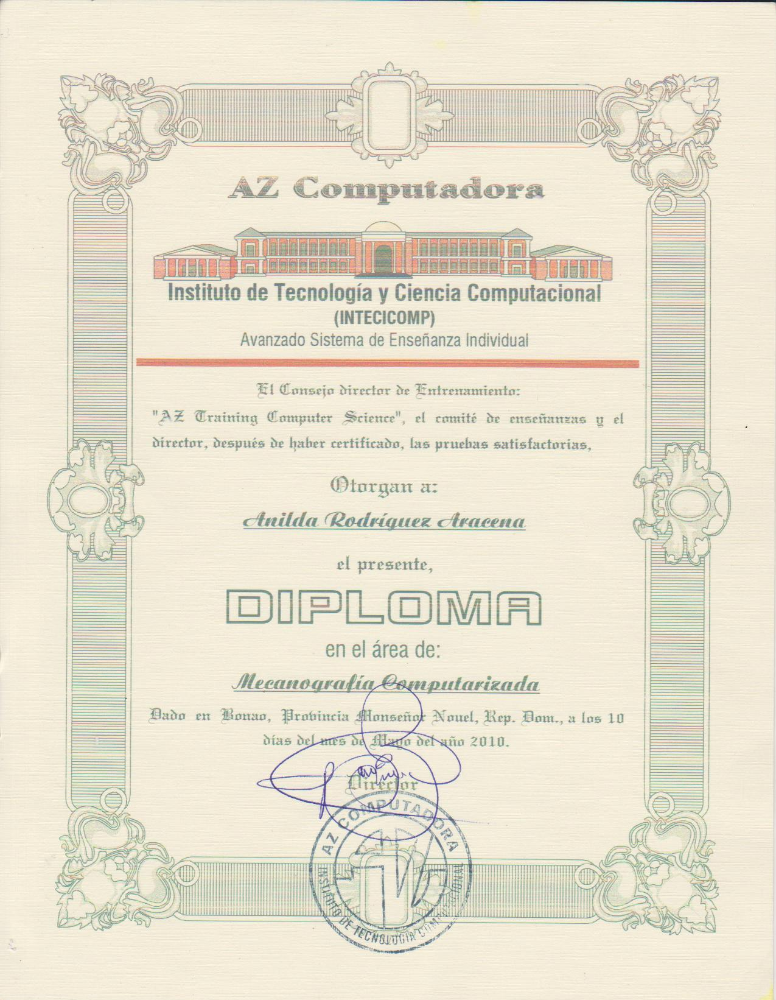 AZ Computadora
Instituto de Tecnología y Ciencia Computacional
(INTECICOMP)
Avanzado Sistema de Enseñanza Individual
El Consejo director de Entrenamiento:
"AZ Training Computer Science", el comité de enseñanzas y el
director, después de haber certificado, las pruebas satisfactorias,
Otorgan a:
Anilda Rodríguez Aracena
el presente,
DIPLOMA
en el área de:
Mecanografía Computarizada
Dado en Bonao, Provincia Monseñor Nouel, Rep. Dom., a los 10
días del mes de Mayo del año 2010.
Director
AZ COMPUTADORA
INSTITUTO DE TECNOLOGIA COMPUTACIONAL